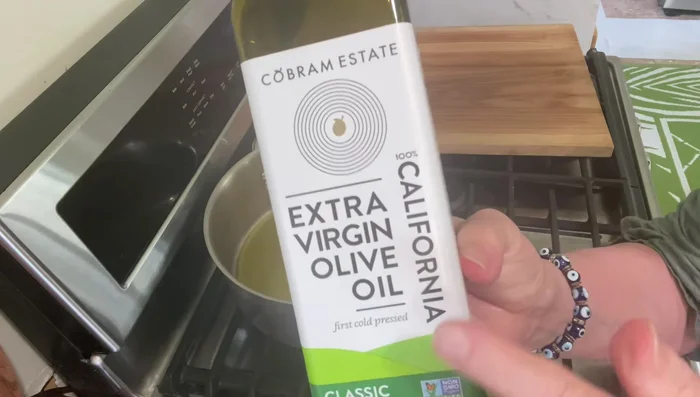 COBRAM ESTATE
100%
CALIFORNIA
EXTRA
VIRGIN
OLIVE
OIL
first cold pressed
CLASSIC